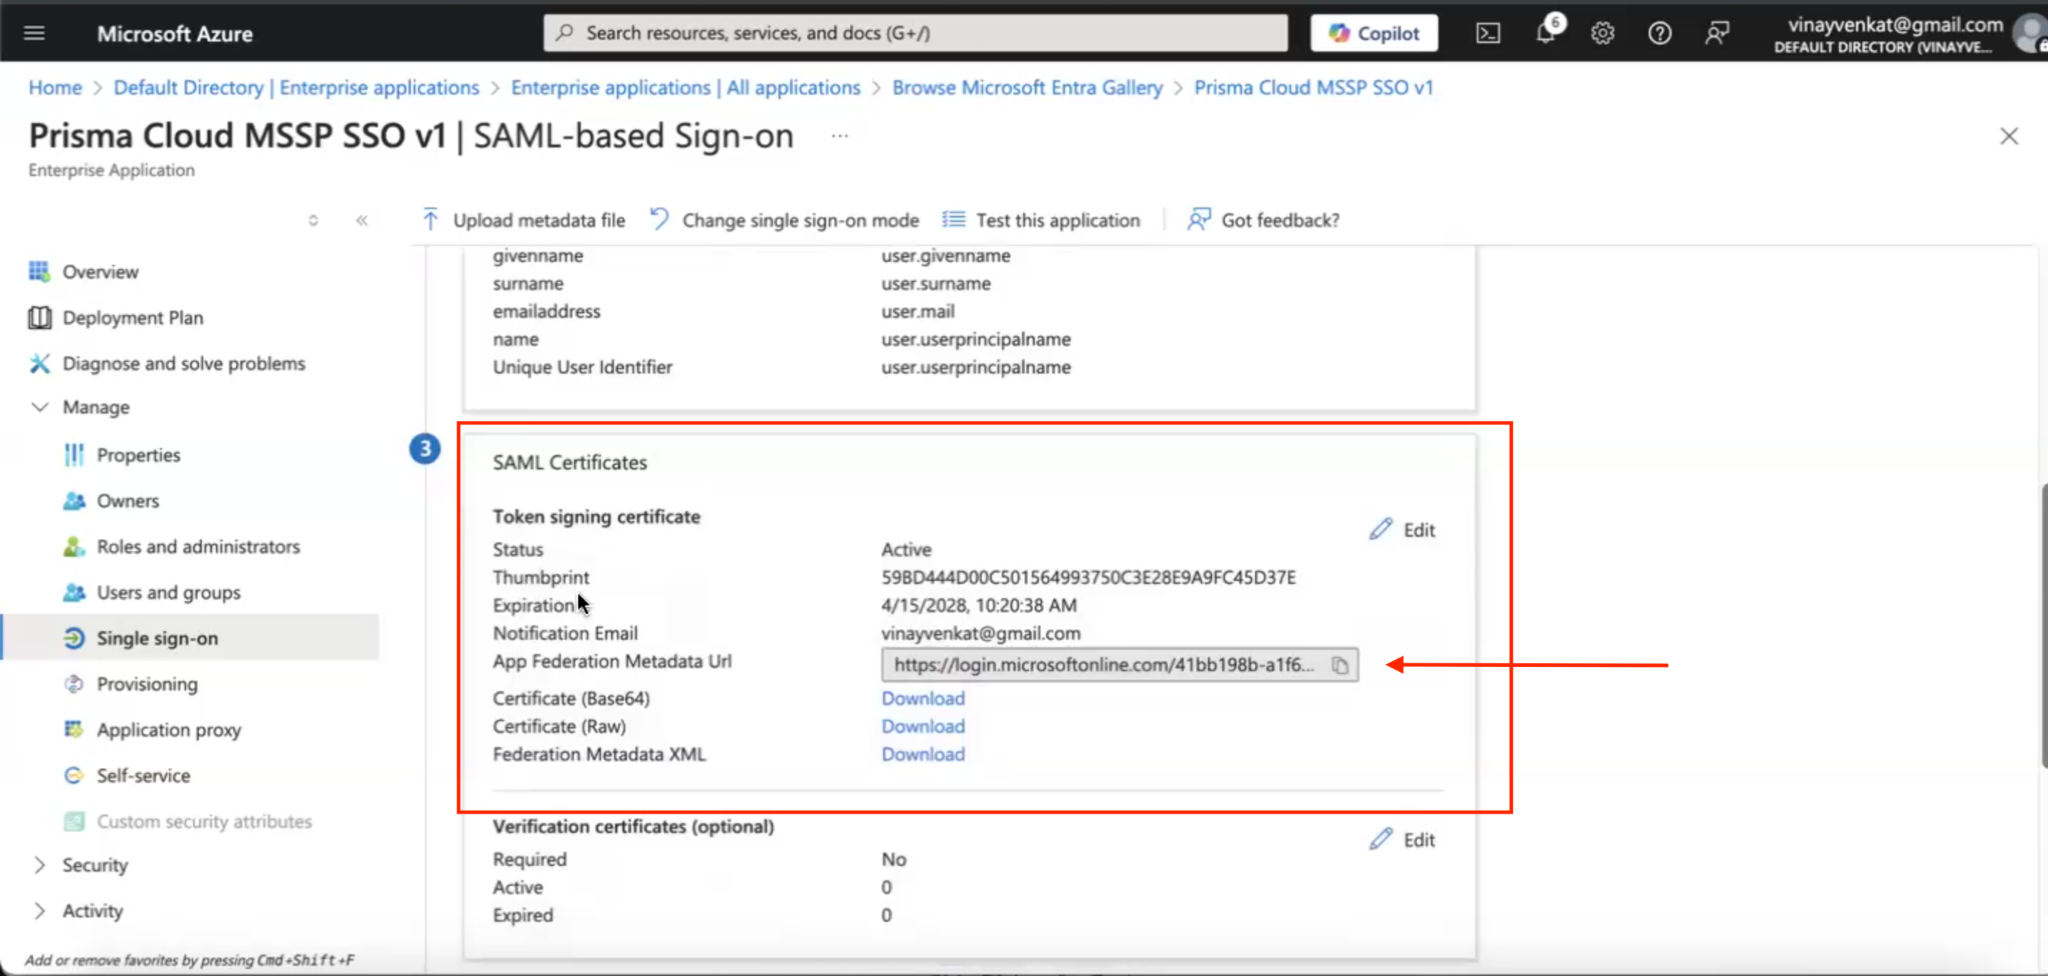 Microsoft Azure
Search resources, services, and docs (G+/)
Copilot
6
vinayvenkat@gmail.com
DEFAULT DIRECTORY (VINAYVE...
Home > Default Directory | Enterprise applications > Enterprise applications | All applications > Browse Microsoft Entra Gallery > Prisma Cloud MSSP SSO v1
Prisma Cloud MSSP SSO v1 | SAML-based Sign-on ...
Enterprise Application
Upload metadata file
Change single sign-on mode
Test this application
Got feedback?
Overview
Deployment Plan
Diagnose and solve problems
Manage
Properties
Owners
Roles and administrators
Users and groups
Single sign-on
Provisioning
Application proxy
Self-service
Custom security attributes
Security
Activity
Add or remove favorites by pressing Cmd+Shift+F
givenname user.givenname
surname user.surname
emailaddress user.mail
name user.userprincipalname
Unique User Identifier user.userprincipalname
3
SAML Certificates
Token signing certificate
Edit
Status Active
Thumbprint 59BD444D00C501564993750C3E28E9A9FC45D37E
Expiration 4/15/2028, 10:20:38 AM
Notification Email vinayvenkat@gmail.com
App Federation Metadata Url https://login.microsoftonline.com/41bb198b-a1f6...
Certificate (Base64) Download
Certificate (Raw) Download
Federation Metadata XML Download
Verification certificates (optional)
Edit
Required No
Active 0
Expired 0